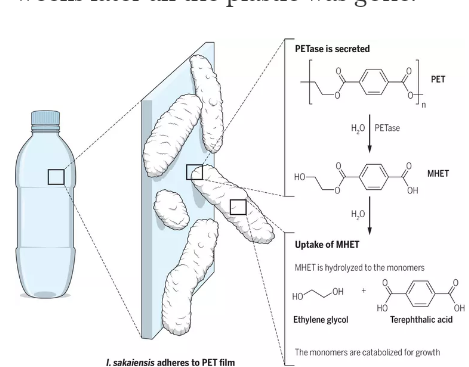 weeks later all the plastic was gone.
PETase is secreted
O
O
O
O
n
PET
H₂O PETase
HO
O
O
O
OH
MHET
H₂O
Uptake of MHET
MHET is hydrolyzed to the monomers
HO
OH
+
O
HO
O
OH
Ethylene glycol
Terephthalic acid
The monomers are catabolized for growth
I. sakaiensis adheres to PET film